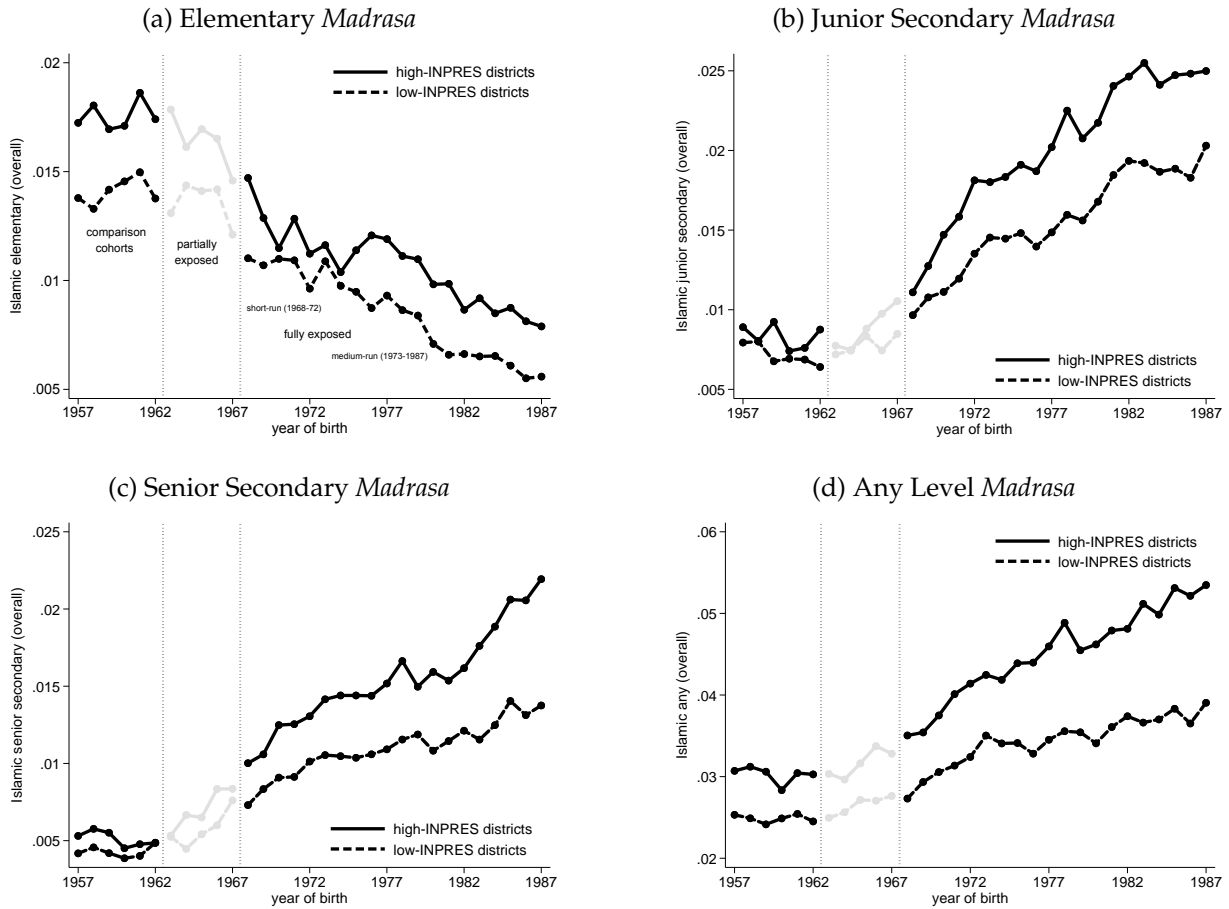 (a) Elementary Madrasa
.02
.015
.01
.005
Islamic elementary (overall)
high-INPRES districts
low-INPRES districts
comparison
cohorts
partially
exposed
short-run (1968-72)
fully exposed
medium-run (1973-1987)
1957 1962 1967 1972 1977 1982 1987
year of birth
(b) Junior Secondary Madrasa
.025
.02
.015
.01
.005
Islamic junior secondary (overall)
high-INPRES districts
low-INPRES districts
1957 1962 1967 1972 1977 1982 1987
year of birth
(c) Senior Secondary Madrasa
.025
.02
.015
.01
.005
Islamic senior secondary (overall)
high-INPRES districts
low-INPRES districts
1957 1962 1967 1972 1977 1982 1987
year of birth
(d) Any Level Madrasa
.06
.05
.04
.03
.02
Islamic any (overall)
high-INPRES districts
low-INPRES districts
1957 1962 1967 1972 1977 1982 1987
year of birth